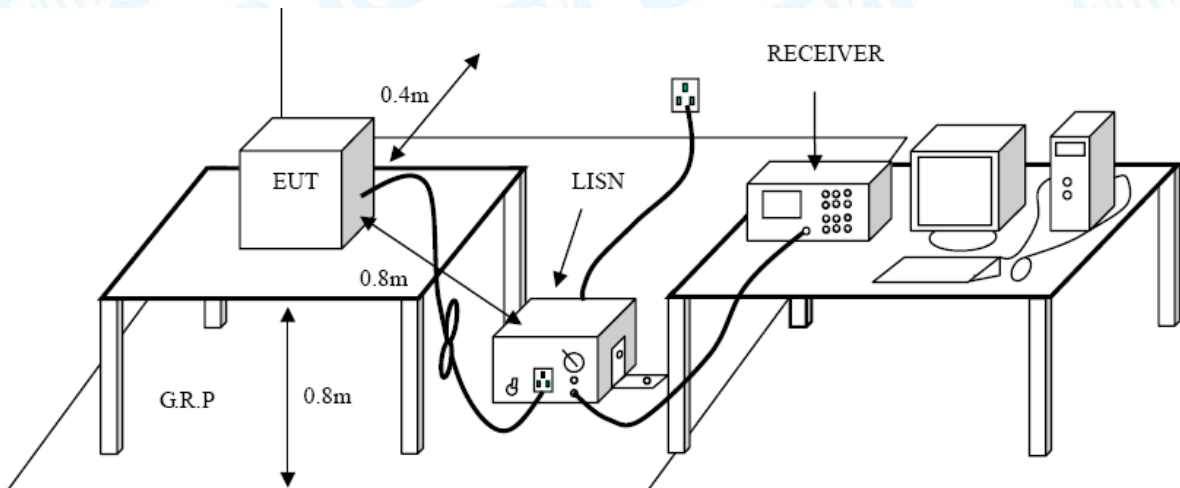 RECEIVER
0.4m
EUT
LISN
0.8m
G.R.P
0.8m